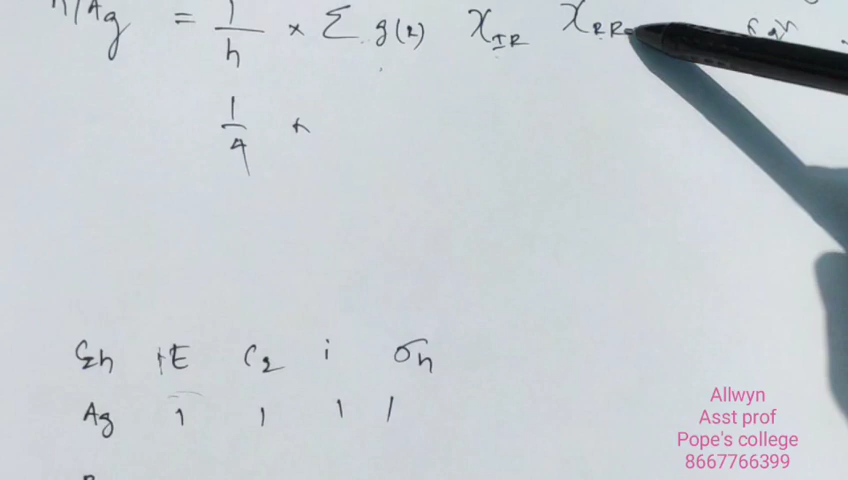 n/Ag = 1/h × Σ g(R) χIR χRR
1/4 ×
C2h 1E C2 i σh
Ag 1 1 1 1
Allwyn
Asst prof
Pope's college
8667766399